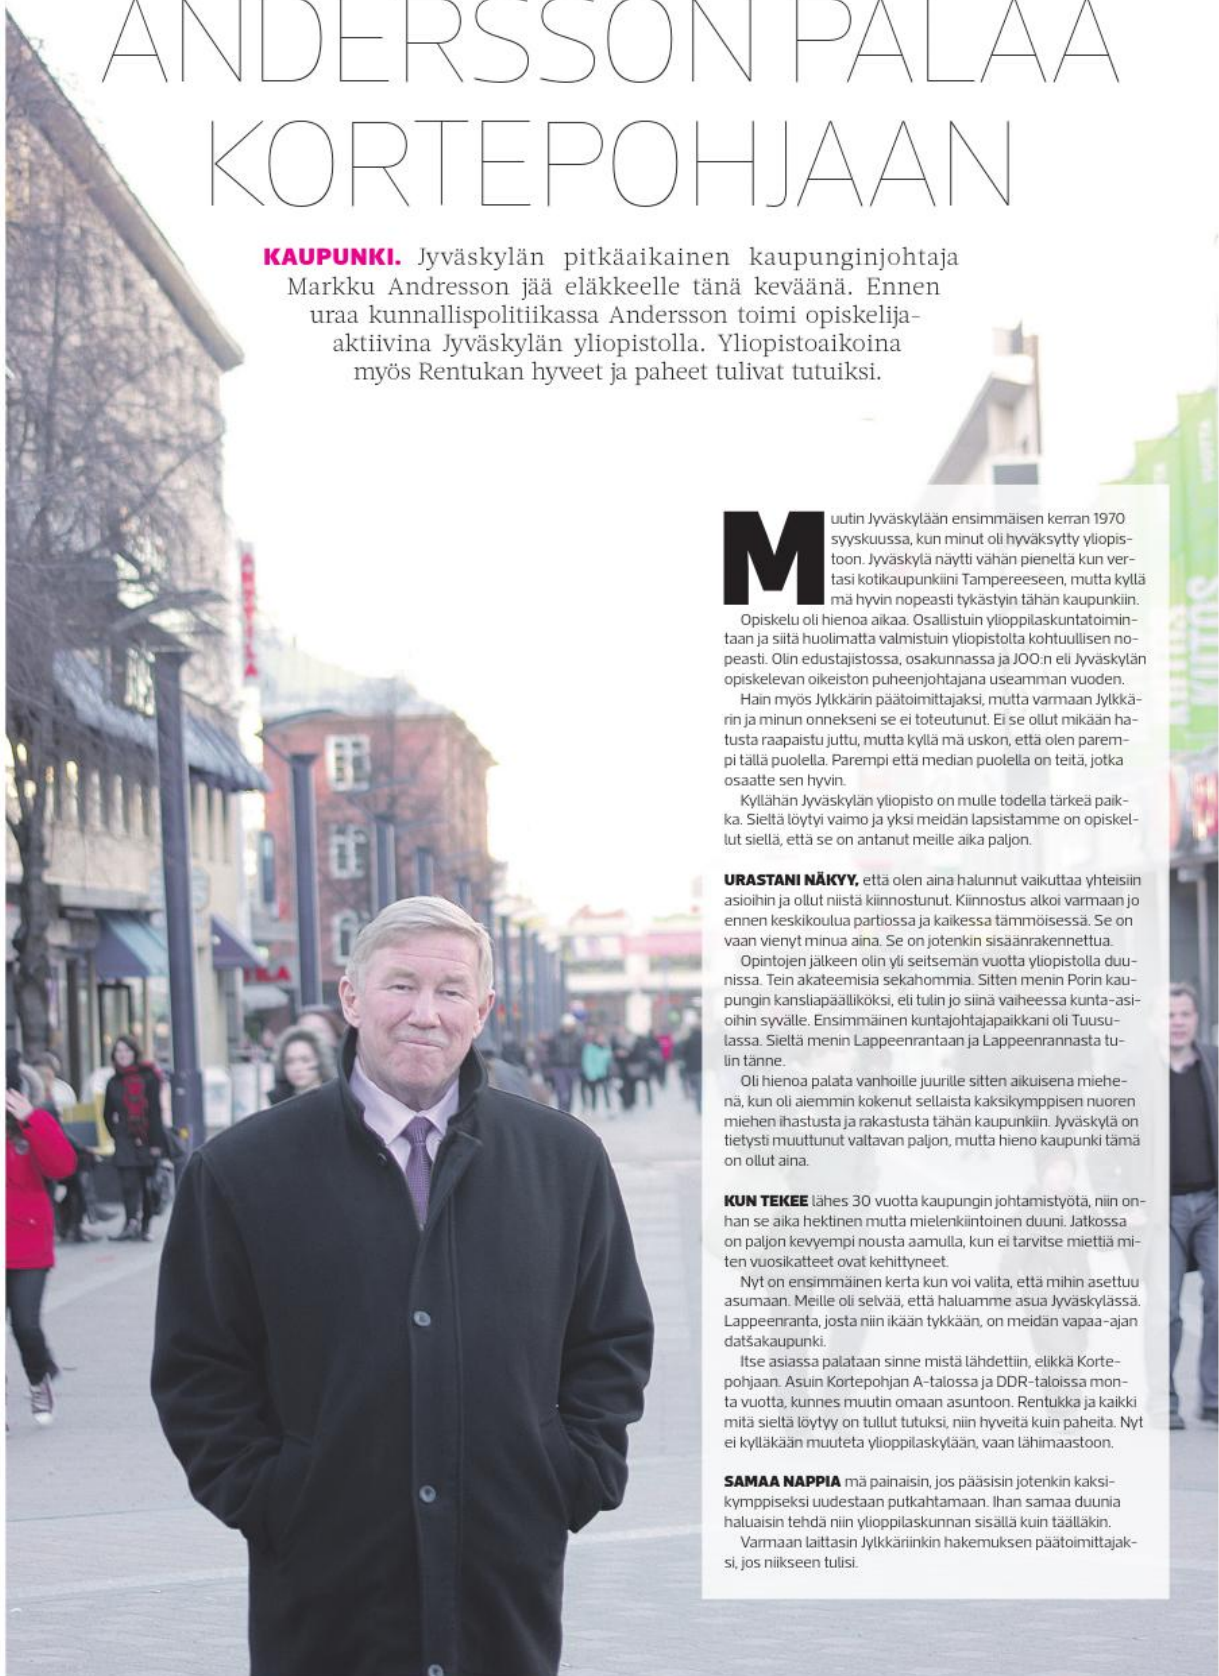 ANDERSSON PALAA
KORTEPOHJAAN
KAUPUNKI. Jyväskylän pitkäaikainen kaupunginjohtaja
Markku Andresson jää eläkkeelle tänä keväänä. Ennen
uraa kunnallispolitiikassa Andersson toimi opiskelija-
aktiivina Jyväskylän yliopistolla. Yliopistoaikoina
myös Rentukan hyveet ja paheet tulivat tutuiksi.
Muutin Jyväskylään ensimmäisen kerran 1970
syyskuussa, kun minut oli hyväksytty yliopis-
toon. Jyväskylä näytti vähän pieneltä kun ver-
tasi kotikaupunkiini Tampereeseen, mutta kyllä
mä hyvin nopeasti tykästyin tähän kaupunkiin.
Opiskelu oli hienoa aikaa. Osallistuin ylioppilaskuntatoimin-
taan ja siitä huolimatta valmistuin yliopistolta kohtuullisen no-
peasti. Olin edustajistossa, osakunnassa ja JOO:n eli Jyväskylän
opiskelevan oikeiston puheenjohtajana useamman vuoden.
Hain myös Jylkkärin päätoimittajaksi, mutta varmaan Jylkkä-
rin ja minun onnekseni se ei toteutunut. Ei se ollut mikään ha-
tusta raapaistu juttu, mutta kyllä mä uskon, että olen parem-
pi tällä puolella. Parempi että median puolella on teitä, jotka
osaatte sen hyvin.
Kyllähän Jyväskylän yliopisto on mulle todella tärkeä paik-
ka. Sieltä löytyi vaimo ja yksi meidän lapsistamme on opiskel-
lut siellä, että se on antanut meille aika paljon.
URASTANI NÄKYY, että olen aina halunnut vaikuttaa yhteisiin
asioihin ja ollut niistä kiinnostunut. Kiinnostus alkoi varmaan jo
ennen keskikoulua partiossa ja kaikessa tämmöisessä. Se on
vaan vienyt minua aina. Se on jotenkin sisäänrakennettua.
Opintojen jälkeen olin yli seitsemän vuotta yliopistolla duu-
nissa. Tein akateemisia sekahommia. Sitten menin Porin kau-
pungin kansliapäälliköksi, eli tulin jo siinä vaiheessa kunta-asi-
oihin syvälle. Ensimmäinen kuntajohtajapaikkani oli Tuusu-
lassa. Sieltä menin Lappeenrantaan ja Lappeenrannasta tu-
lin tänne.
Oli hienoa palata vanhoille juurille sitten aikuisena miehe-
nä, kun oli aiemmin kokenut sellaista kaksikymppisen nuoren
miehen ihastusta ja rakastusta tähän kaupunkiin. Jyväskylä on
tietysti muuttunut valtavan paljon, mutta hieno kaupunki tämä
on ollut aina.
KUN TEKEE lähes 30 vuotta kaupungin johtamistyötä, niin on-
han se aika hektinen mutta mielenkiintoinen duuni. Jatkossa
on paljon kevyempi nousta aamulla, kun ei tarvitse miettiä mi-
ten vuosikatteet ovat kehittyneet.
Nyt on ensimmäinen kerta kun voi valita, että mihin asettuu
asumaan. Meille oli selvää, että haluamme asua Jyväskylässä.
Lappeenranta, josta niin ikään tykkään, on meidän vapaa-ajan
datšakaupunki.
Itse asiassa palataan sinne mistä lähdettiin, elikkä Korte-
pohjaan. Asuin Kortepohjan A-talossa ja DDR-taloissa mon-
ta vuotta, kunnes muutin omaan asuntoon. Rentukka ja kaikki
mitä sieltä löytyy on tullut tutuksi, niin hyveitä kuin paheita. Nyt
ei kylläkään muuteta ylioppilaskylään, vaan lähimaastoon.
SAMAA NAPPIA mä painaisin, jos pääsisin jotenkin kaksi-
kymppiseksi uudestaan putkahtamaan. Ihan samaa duunia
haluaisin tehdä niin ylioppilaskunnan sisällä kuin täälläkin.
Varmaan laittasin Jylkkäriinkin hakemuksen päätoimittajak-
si, jos niikseen tulisi.
KIITOS